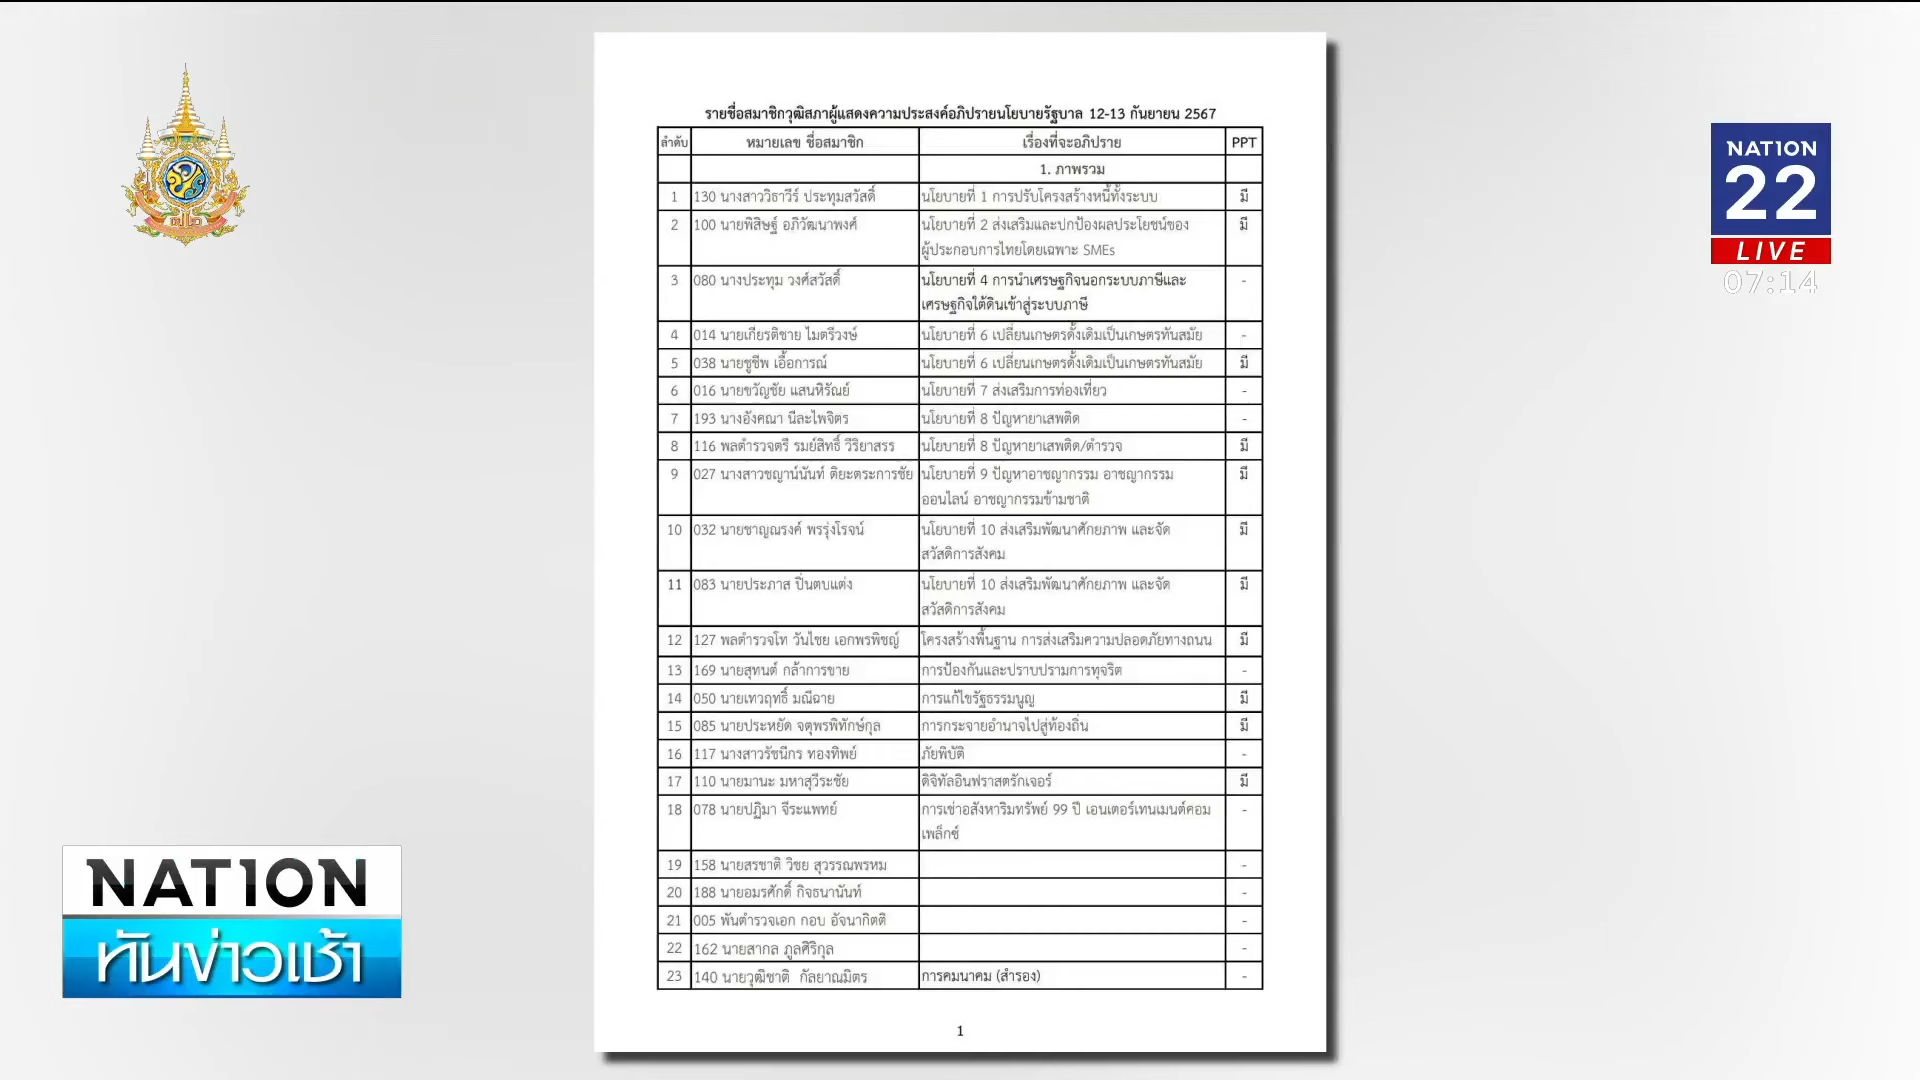 รายชื่อสมาชิกวุฒิสภาผู้แสดงความประสงค์อภิปรายนโยบายรัฐบาล 12-13 กันยายน 2567
ลำดับ หมายเลข ชื่อสมาชิก เรื่องที่จะอภิปราย PPT
1. ภาพรวม
1 130 นางสาววิธาวีร์ ประทุมสวัสดิ์ นโยบายที่ 1 การปรับโครงสร้างหนี้ทั้งระบบ มี
2 100 นายพิสิษฐ์ อภิวัฒนาพงศ์ นโยบายที่ 2 ส่งเสริมและปกป้องผลประโยชน์ของ มี
ผู้ประกอบการไทยโดยเฉพาะ SMEs
3 080 นางประทุม วงศ์สวัสดิ์ นโยบายที่ 4 การนำเศรษฐกิจนอกระบบภาษีและ -
เศรษฐกิจใต้ดินเข้าสู่ระบบภาษี
4 014 นายเกียรติชาย ไมตรีวงษ์ นโยบายที่ 6 เปลี่ยนเกษตรดั้งเดิมเป็นเกษตรทันสมัย -
5 038 นายชูชีพ เอื้อการณ์ นโยบายที่ 6 เปลี่ยนเกษตรดั้งเดิมเป็นเกษตรทันสมัย มี
6 016 นายขวัญชัย แสนหิรัณย์ นโยบายที่ 7 ส่งเสริมการท่องเที่ยว -
7 193 นางอังคณา นีละไพจิตร นโยบายที่ 8 ปัญหายาเสพติด -
8 116 พลตำรวจตรี รมย์สิทธิ์ วีริยาสรร นโยบายที่ 8 ปัญหายาเสพติด/ตำรวจ มี
9 027 นางสาวชญาน์นันท์ ติยะตระการชัย นโยบายที่ 9 ปัญหาอาชญากรรม อาชญากรรม มี
ออนไลน์ อาชญากรรมข้ามชาติ
10 032 นายชาญณรงค์ พรรุ่งโรจน์ นโยบายที่ 10 ส่งเสริมพัฒนาศักยภาพ และจัด มี
สวัสดิการสังคม
11 083 นายประภาส ปิ่นตบแต่ง นโยบายที่ 10 ส่งเสริมพัฒนาศักยภาพ และจัด มี
สวัสดิการสังคม
12 127 พลตำรวจโท วันไชย เอกพรพิชญ์ โครงสร้างพื้นฐาน การส่งเสริมความปลอดภัยทางถนน มี
13 169 นายสุทนต์ กล้าการขาย การป้องกันและปราบปรามการทุจริต -
14 050 นายเทวฤทธิ์ มณีฉาย การแก้ไขรัฐธรรมนูญ มี
15 085 นายประหยัด จตุพรพิทักษ์กุล การกระจายอำนาจไปสู่ท้องถิ่น มี
16 117 นางสาวรัชนีกร ทองทิพย์ ภัยพิบัติ -
17 110 นายมานะ มหาสุวีระชัย ดิจิทัลอินฟราสตรักเจอร์ มี
18 078 นายปฏิมา จีระแพทย์ การเช่าอสังหาริมทรัพย์ 99 ปี เอนเตอร์เทนเมนต์คอม -
เพล็กซ์
19 158 นายสรชาติ วิชย สุวรรณพรหม -
20 188 นายอมรศักดิ์ กิจธนานันท์ -
21 005 พันตำรวจเอก กอบ อัจนากิตติ -
22 162 นายสากล ภูลศิริกุล -
23 140 นายวุฒิชาติ กัลยาณมิตร การคมนาคม (สำรอง) -
1
NATION
22
LIVE
07:14
NATION
ทันข่าวเช้า
๗๒